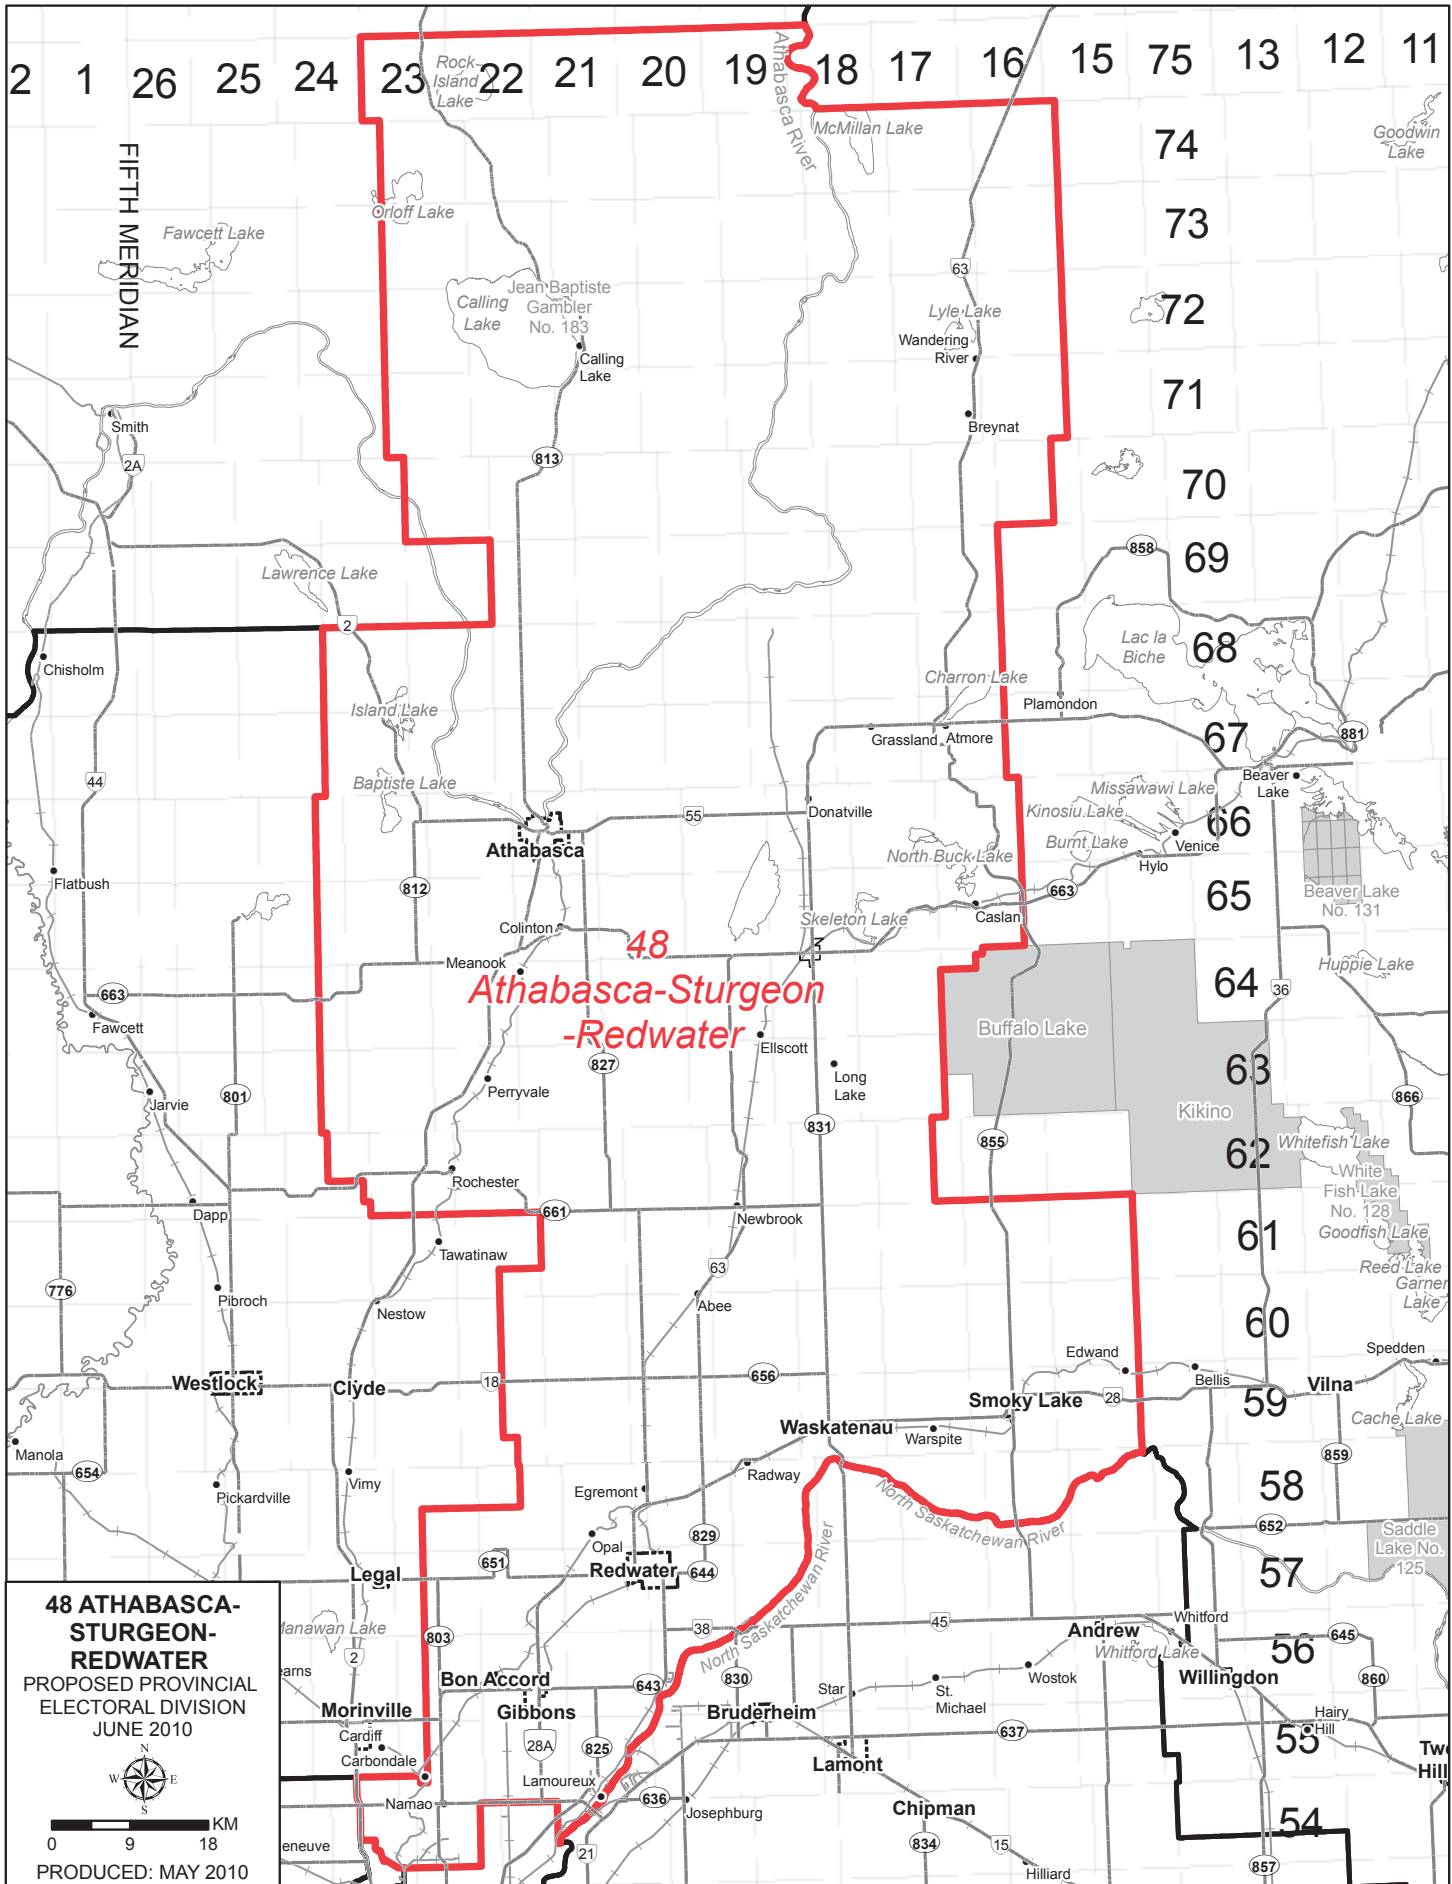 2 1 26 25 24 23 22 21 20 19 18 17 16 15 75 13 12 11
Rock
Island
Lake
Athabasca River
McMillan Lake
Goodwin
Lake
74
FIFTH MERIDIAN
Orloff Lake
73
Fawcett Lake
63
Jean Baptiste
Gambler
No. 183
Calling
Lake
Lyle Lake
72
Wandering
River
Calling
Lake
71
Smith
Breynat
2A
813
70
858
69
Lawrence Lake
2
Lac la
Biche
68
Chisholm
Charron Lake
Plamondon
Island Lake
Grassland
Atmore
67
881
44
Baptiste Lake
Beaver
Lake
Missawawi Lake
Kinosiu Lake
55
Donatville
66
Athabasca
Burnt Lake
Venice
North Buck Lake
Hylo
Flatbush
812
663
65
Beaver Lake
No. 131
Caslan
Skeleton Lake
Colinton
48
Athabasca-Sturgeon
-Redwater
Meanook
Huppie Lake
64
36
663
Fawcett
Buffalo Lake
Ellscott
827
Long
Lake
63
Perryvale
801
Jarvie
866
Kikino
831
855
62
Whitefish Lake
White
Fish Lake
No. 128
Rochester
Dapp
661
Newbrook
61
Goodfish Lake
Tawatinaw
Reed Lake
Garner
Lake
63
776
Pibroch
Nestow
Abee
60
Edwand
Spedden
656
Bellis
Westlock
Clyde
18
Smoky Lake
28
Vilna
59
Waskatenau
Warspite
Cache Lake
Manola
654
859
Radway
Vimy
Pickardville
Egremont
58
North Saskatchewan River
652
829
Opal
Saddle
Lake No.
125
651
Legal
Redwater
644
57
North Saskatchewan River
48 ATHABASCA-
STURGEON-
REDWATER
PROPOSED PROVINCIAL
ELECTORAL DIVISION
JUNE 2010
N
W E
S
KM
0 9 18
PRODUCED: MAY 2010
Manawan Lake
803
38
45
Whitford
Andrew
Whitford Lake
56
645
2
earns
Bon Accord
643
830
Wostok
Willingdon
860
Star
St.
Michael
Morinville
Gibbons
Bruderheim
Hairy
Hill
Cardiff
Carbondale
28A
825
637
55
Lamont
Two
Hill
Lamoureux
Namao
636
Josephburg
Chipman
54
eneuve
21
834
15
Hilliard
857